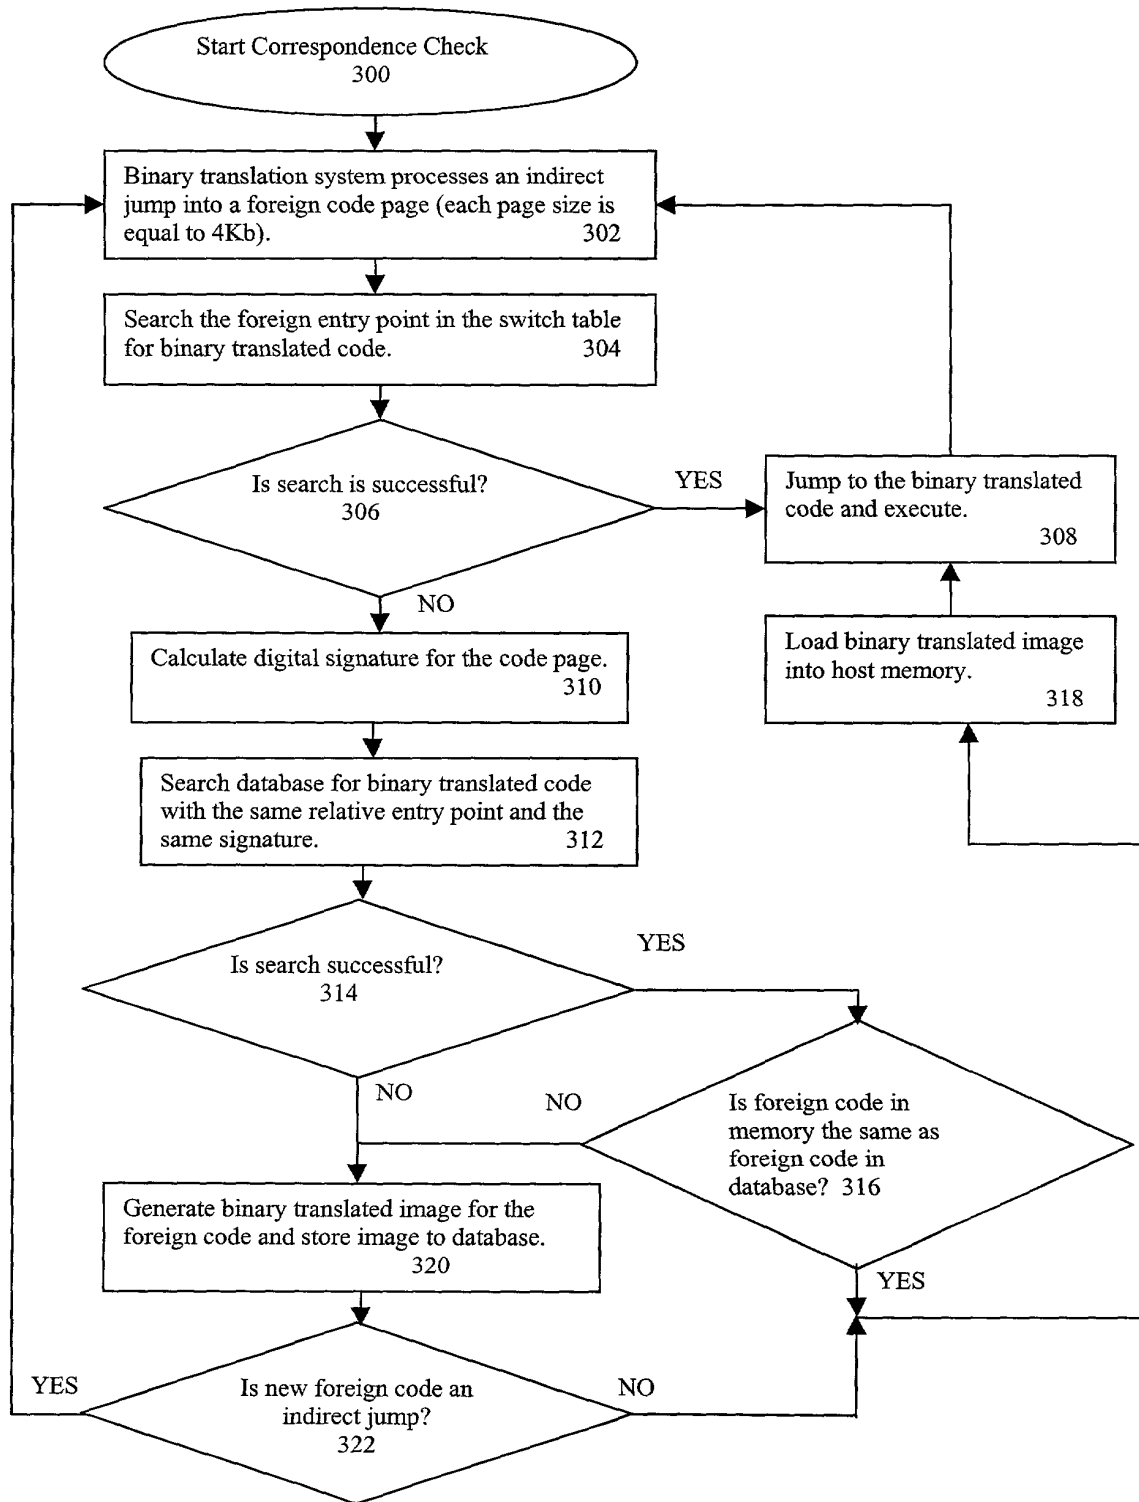 Start Correspondence Check
300
Binary translation system processes an indirect
jump into a foreign code page (each page size is
equal to 4Kb). 302
Search the foreign entry point in the switch table
for binary translated code. 304
Is search is successful?
306
YES
Jump to the binary translated
code and execute.
308
NO
Calculate digital signature for the code page.
310
Load binary translated image
into host memory.
318
Search database for binary translated code
with the same relative entry point and the
same signature. 312
Is search successful?
314
YES
NO
NO
Is foreign code in
memory the same as
foreign code in
database? 316
Generate binary translated image for the
foreign code and store image to database.
320
YES
YES
Is new foreign code an
indirect jump?
322
NO